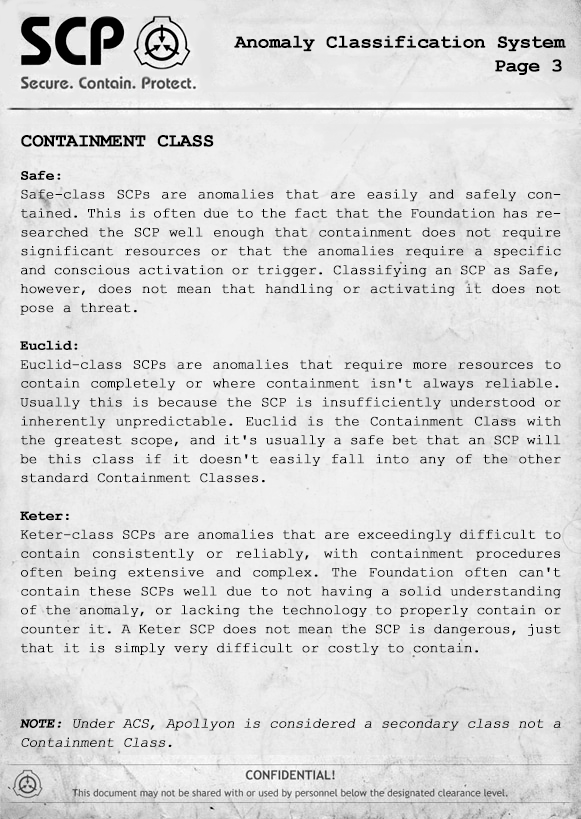 SCP
Anomaly Classification System
Page 3
Secure. Contain. Protect.
CONTAINMENT CLASS
Safe:
Safe-class SCPs are anomalies that are easily and safely con-
tained. This is often due to the fact that the Foundation has re-
searched the SCP well enough that containment does not require
significant resources or that the anomalies require a specific
and conscious activation or trigger. Classifying an SCP as Safe,
however, does not mean that handling or activating it does not
pose a threat.
Euclid:
Euclid-class SCPs are anomalies that require more resources to
contain completely or where containment isn't always reliable.
Usually this is because the SCP is insufficiently understood or
inherently unpredictable. Euclid is the Containment Class with
the greatest scope, and it's usually a safe bet that an SCP will
be this class if it doesn't easily fall into any of the other
standard Containment Classes.
Keter:
Keter-class SCPs are anomalies that are exceedingly difficult to
contain consistently or reliably, with containment procedures
often being extensive and complex. The Foundation often can't
contain these SCPs well due to not having a solid understanding
of the anomaly, or lacking the technology to properly contain or
counter it. A Keter SCP does not mean the SCP is dangerous, just
that it is simply very difficult or costly to contain.
NOTE: Under ACS, Apollyon is considered a secondary class not a
Containment Class.
CONFIDENTIAL!
This document may not be shared with or used by personnel below the designated clearance level.